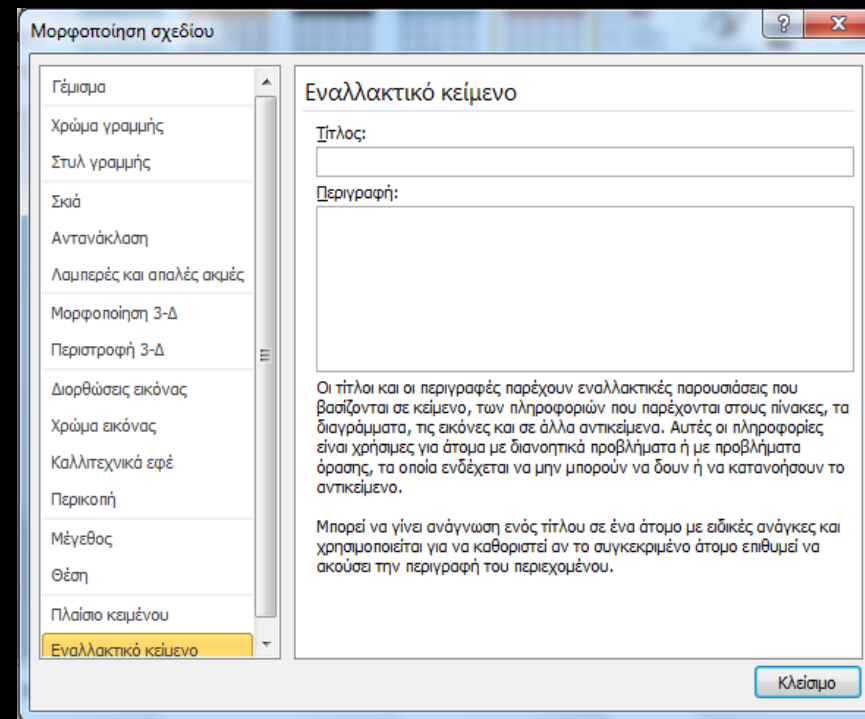 Μορφοποίηση σχεδίου
Γέμισμα
Χρώμα γραμμής
Στυλ γραμμής
Σκιά
Αντανάκλαση
Λαμπερές και απαλές ακμές
Μορφοποίηση 3-Δ
Περιστροφή 3-Δ
Διορθώσεις εικόνας
Χρώμα εικόνας
Καλλιτεχνικά εφέ
Περικοπή
Μέγεθος
Θέση
Πλαίσιο κειμένου
Εναλλακτικό κείμενο
Εναλλακτικό κείμενο
Τίτλος:
Περιγραφή:
Οι τίτλοι και οι περιγραφές παρέχουν εναλλακτικές παρουσιάσεις που
βασίζονται σε κείμενο, των πληροφοριών που παρέχονται στους πίνακες, τα
διαγράμματα, τις εικόνες και σε άλλα αντικείμενα. Αυτές οι πληροφορίες
είναι χρήσιμες για άτομα με διανοητικά προβλήματα ή με προβλήματα
όρασης, τα οποία ενδέχεται να μην μπορούν να δουν ή να κατανοήσουν το
αντικείμενο.
Μπορεί να γίνει ανάγνωση ενός τίτλου σε ένα άτομο με ειδικές ανάγκες και
χρησιμοποιείται για να καθοριστεί αν το συγκεκριμένο άτομο επιθυμεί να
ακούσει την περιγραφή του περιεχομένου.
Κλείσιμο